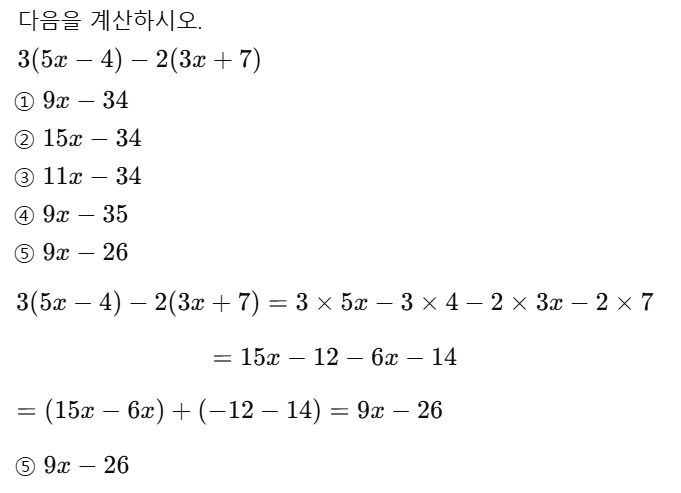 다음을 계산하시오.
3(5x − 4) − 2(3x + 7)
① 9x − 34
② 15x − 34
③ 11x − 34
④ 9x − 35
⑤ 9x − 26
3(5x − 4) − 2(3x + 7) = 3 × 5x − 3 × 4 − 2 × 3x − 2 × 7
= 15x − 12 − 6x − 14
= (15x − 6x) + (−12 − 14) = 9x − 26
⑤ 9x − 26